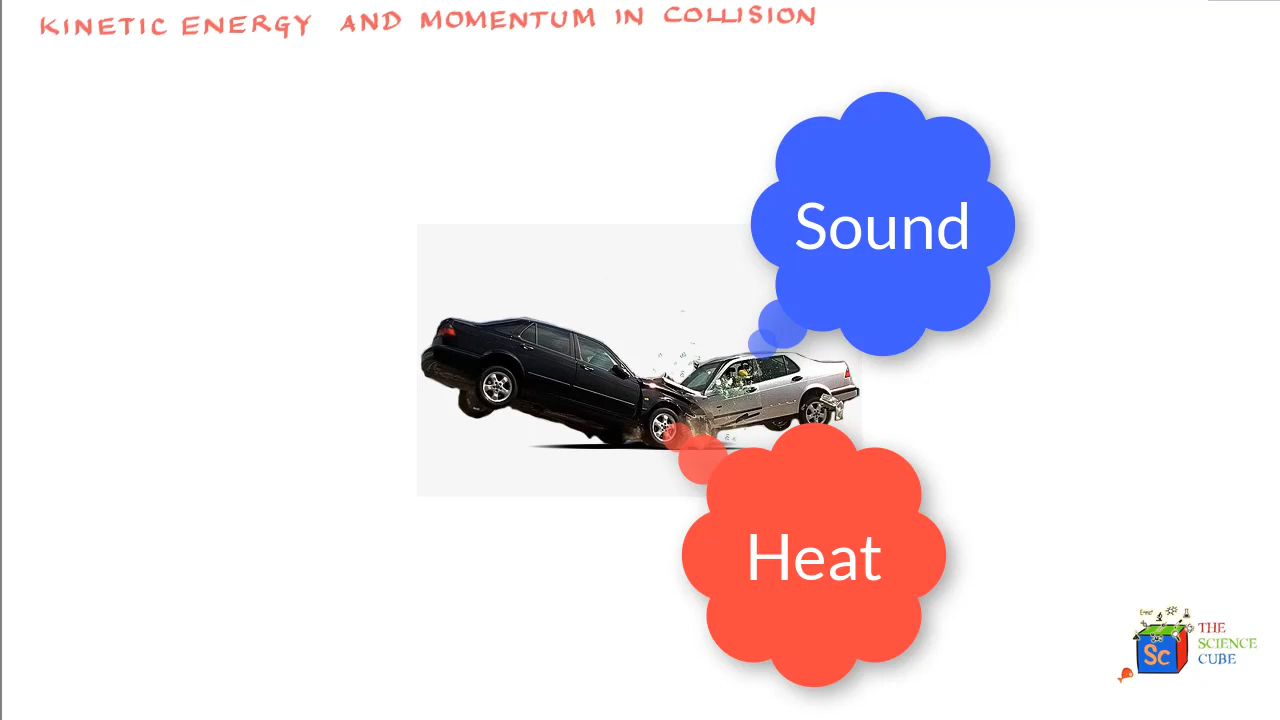 KINETIC ENERGY AND MOMENTUM IN COLLISION
Sound
Heat
Sc
THE
SCIENCE
CUBE